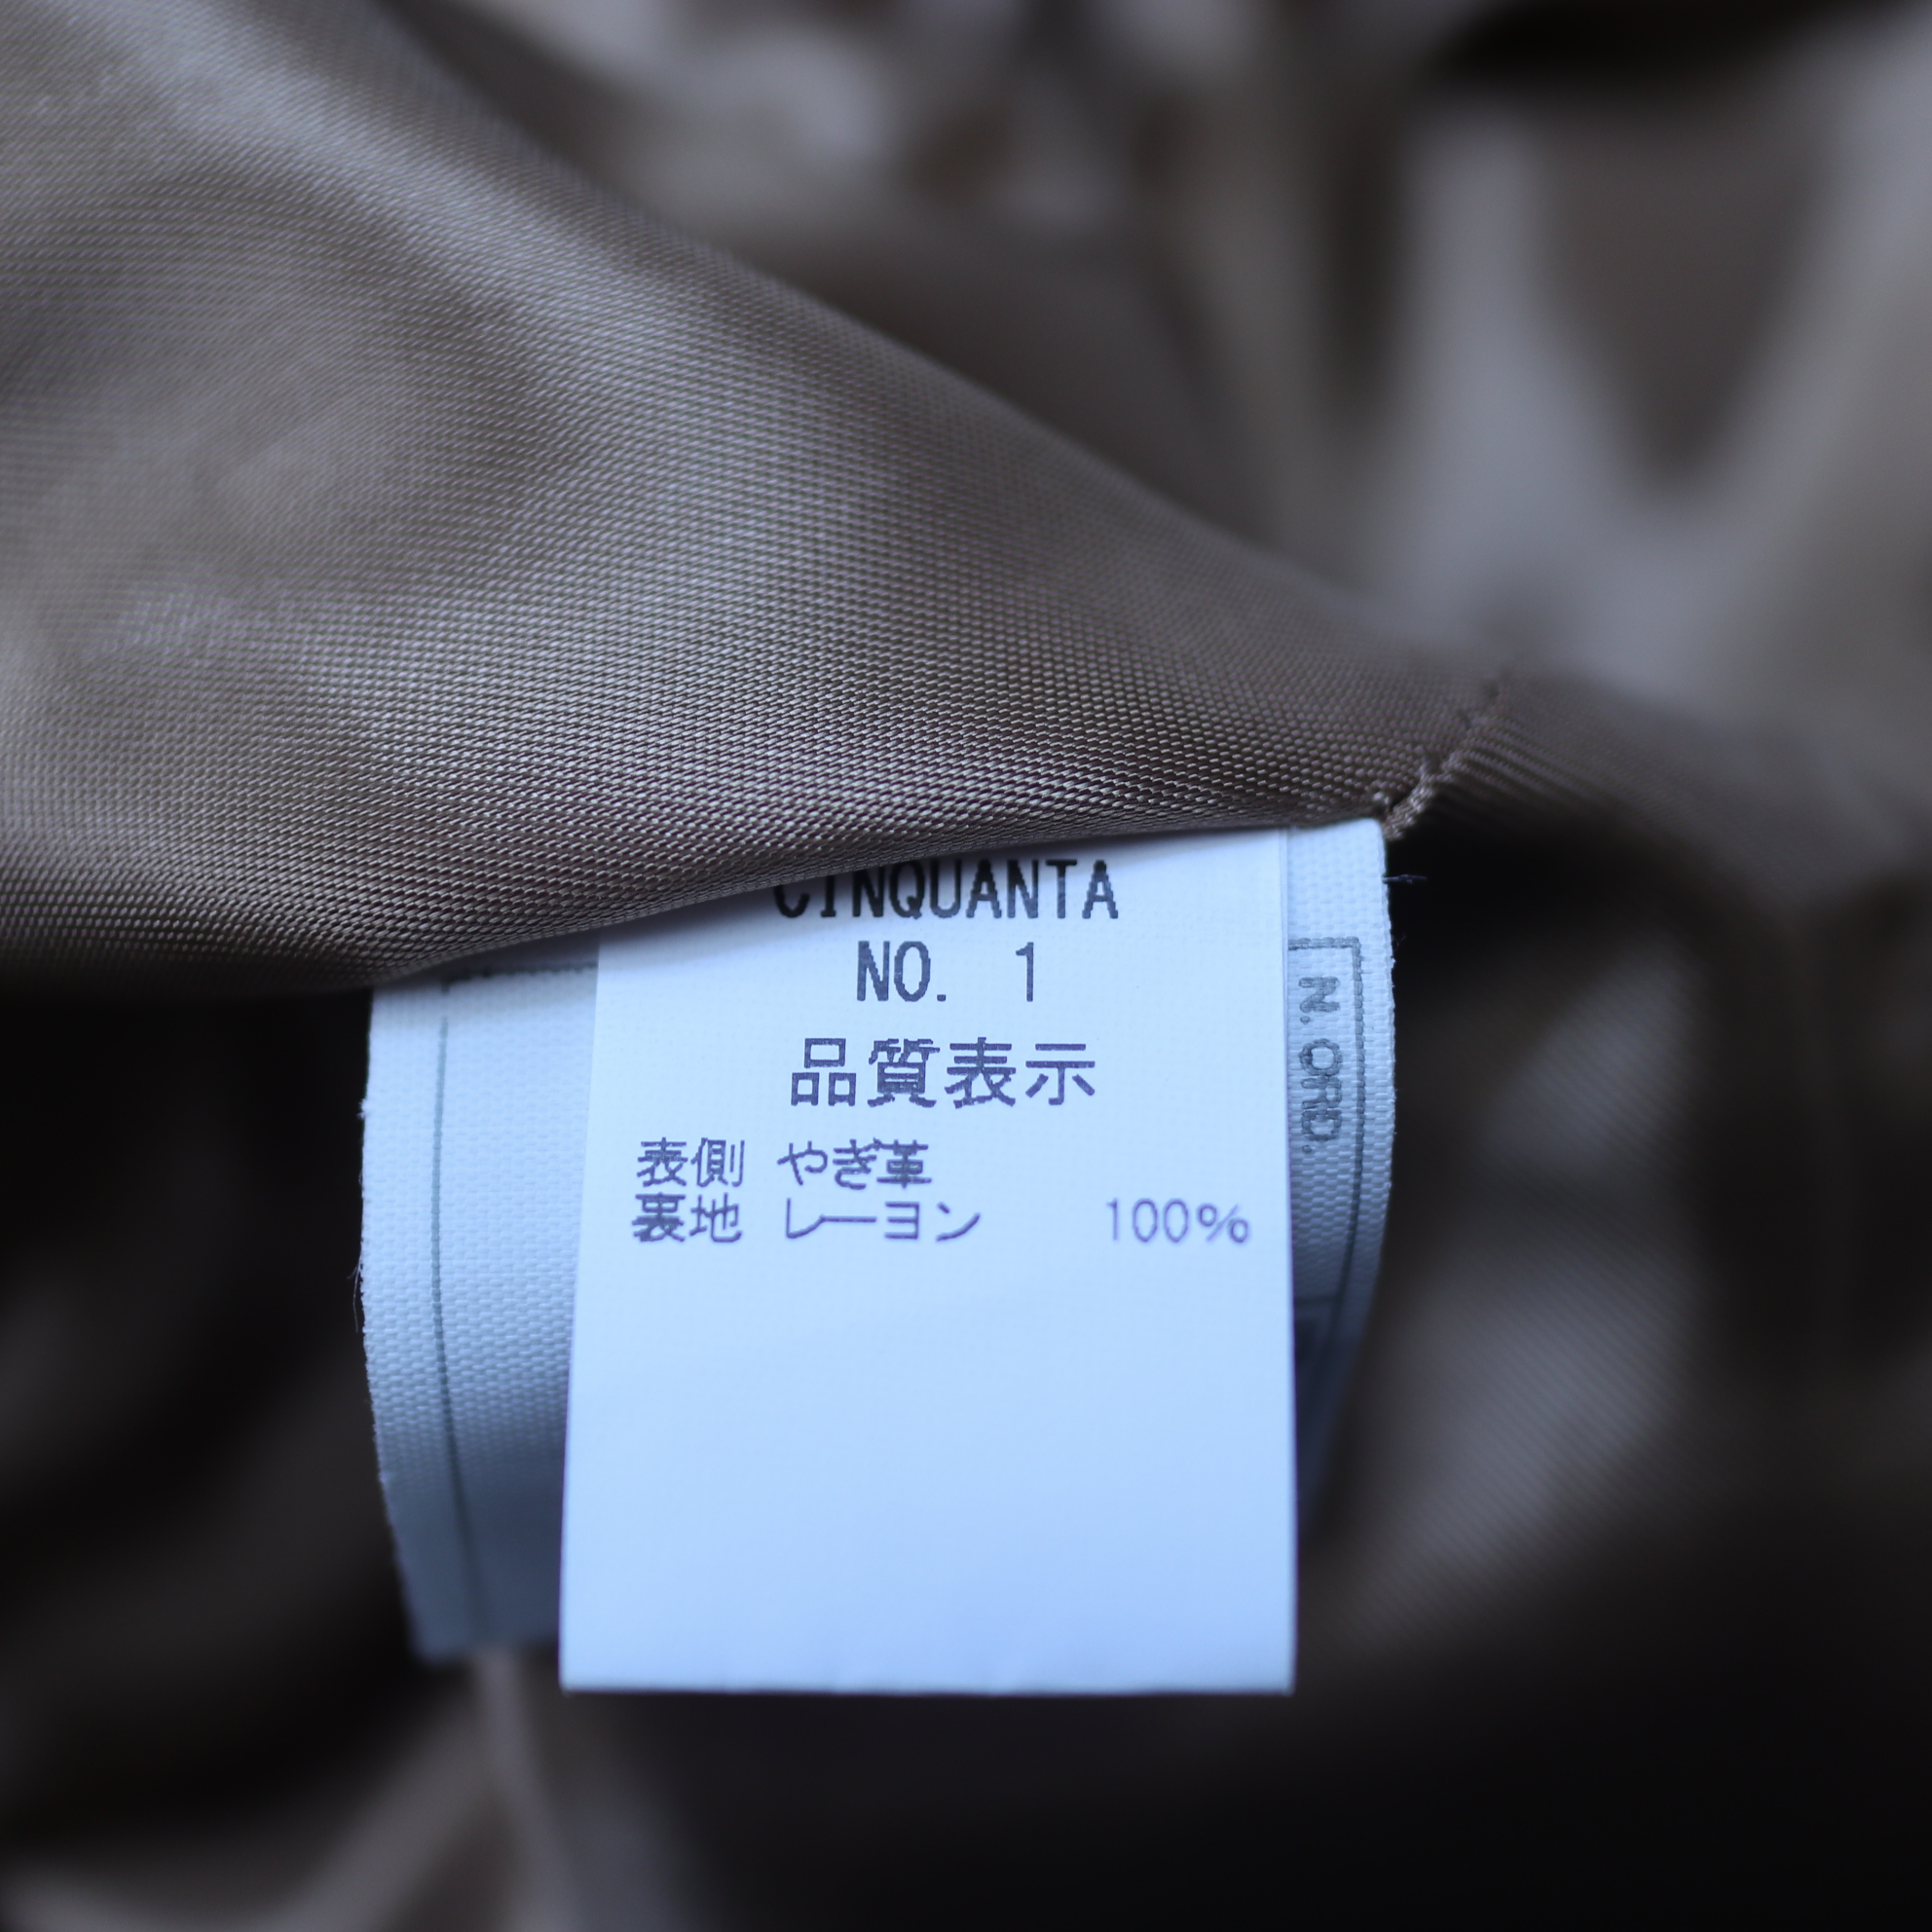 CINQUANTA
NO. 1
品質表示
表側 やぎ革
裏地 レーヨン 100%
N. ORD.